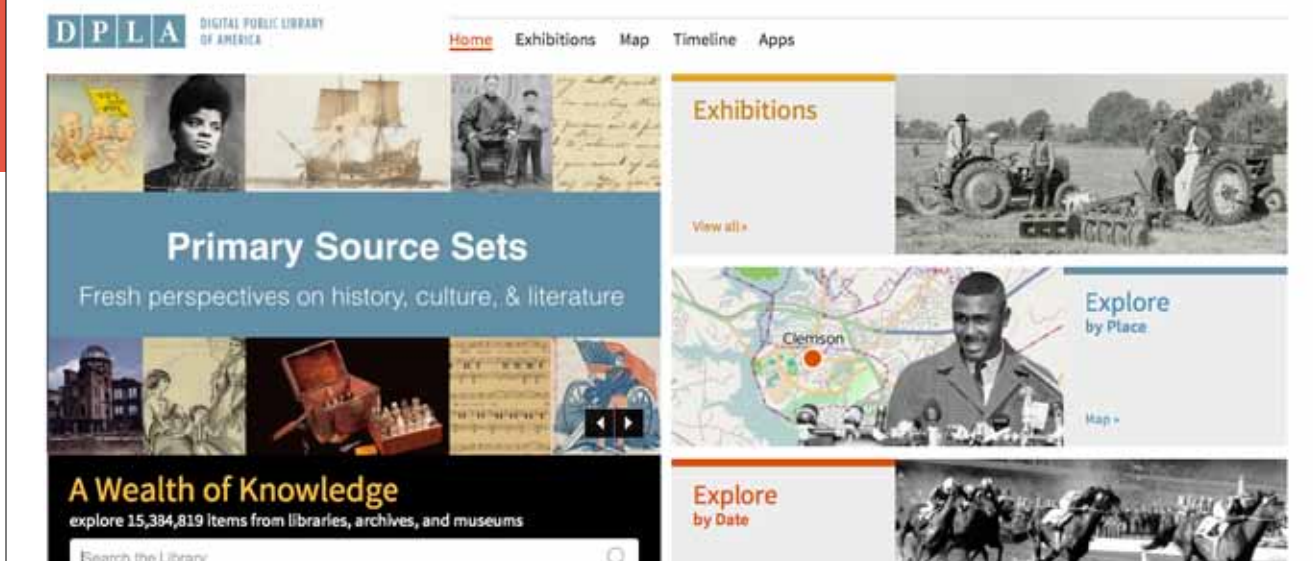 DPLA
DIGITAL PUBLIC LIBRARY
OF AMERICA
Home Exhibitions Map Timeline Apps
Primary Source Sets
Fresh perspectives on history, culture, & literature
A Wealth of Knowledge
explore 15,384,819 items from libraries, archives, and museums
Search the Library
Exhibitions
View all »
Clemson
Explore
by Place
Map »
Explore
by Date